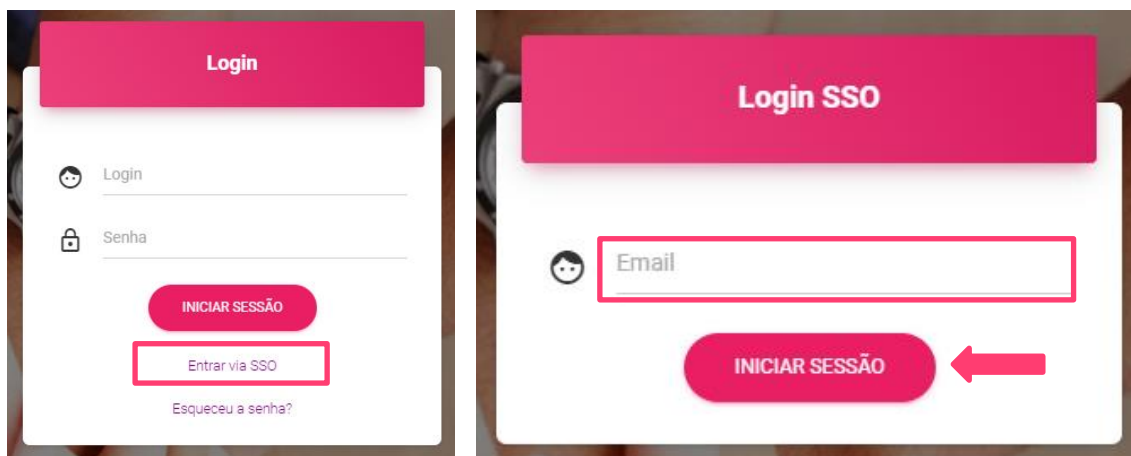 Login
Login
Senha
INICIAR SESSÃO
Entrar via SSO
Esqueceu a senha?
Login SSO
Email
INICIAR SESSÃO